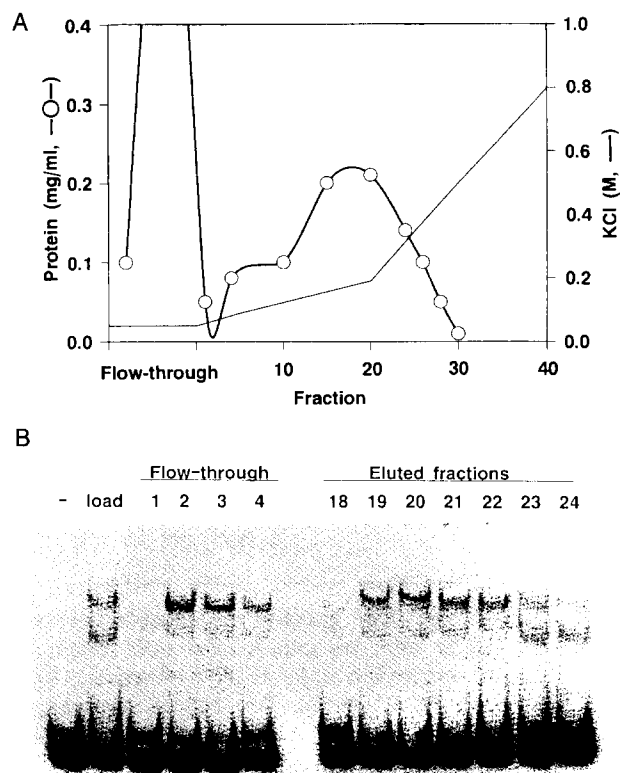 A
0.4
0.3
0.2
0.1
0.0
Protein (mg/ml, —O—)
1.0
0.8
0.6
0.4
0.2
0.0
KCl (M, —)
Flow-through 10 20 30 40
Fraction
B
Flow-through Eluted fractions
- load 1 2 3 4 18 19 20 21 22 23 24